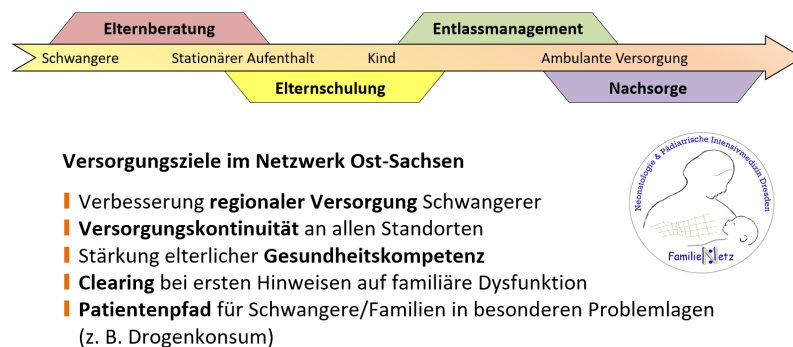 Elternberatung
Entlassmanagement
Schwangere
Stationärer Aufenthalt
Kind
Ambulante Versorgung
Elternschulung
Nachsorge
Versorgungsziele im Netzwerk Ost-Sachsen
Verbesserung regionaler Versorgung Schwangerer
Versorgungskontinuität an allen Standorten
Stärkung elterlicher Gesundheitskompetenz
Clearing bei ersten Hinweisen auf familiäre Dysfunktion
Patientenpfad für Schwangere/Familien in besonderen Problemlagen
(z. B. Drogenkonsum)
Neonatologie & Pädiatrische Intensivmedizin Dresden
FamilieNetz